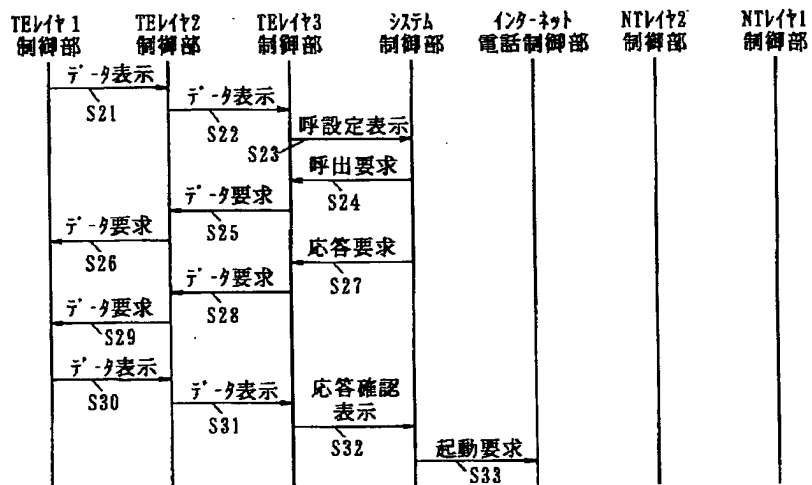 TEレイヤ1
制御部
TEレイヤ2
制御部
TEレイヤ3
制御部
システム
制御部
インターネット
電話制御部
NTレイヤ2
制御部
NTレイヤ1
制御部
データ表示
S21
データ表示
S22
呼設定表示
S23
呼出要求
S24
データ要求
S25
データ要求
S26
応答要求
S27
データ要求
S28
データ要求
S29
データ表示
S30
データ表示
S31
応答確認
表示
S32
起動要求
S33